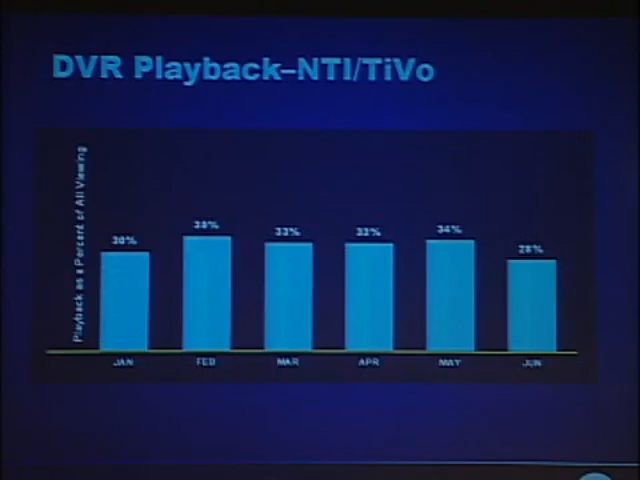 DVR Playback–NTI/TiVo
Playback as a Percent of All Viewing
30% 35% 33% 33% 34% 28%
JAN FEB MAR APR MAY JUN